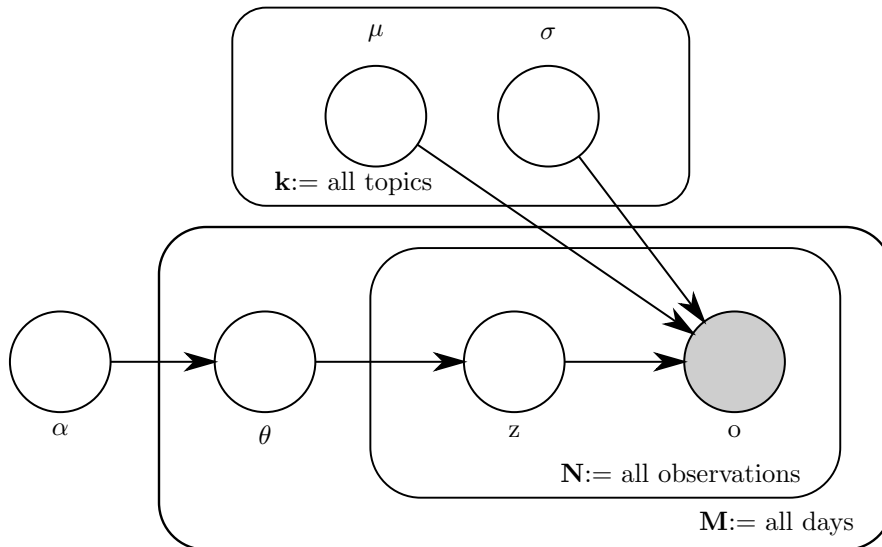 μ σ
k:= all topics
α θ z o
N:= all observations
M:= all days